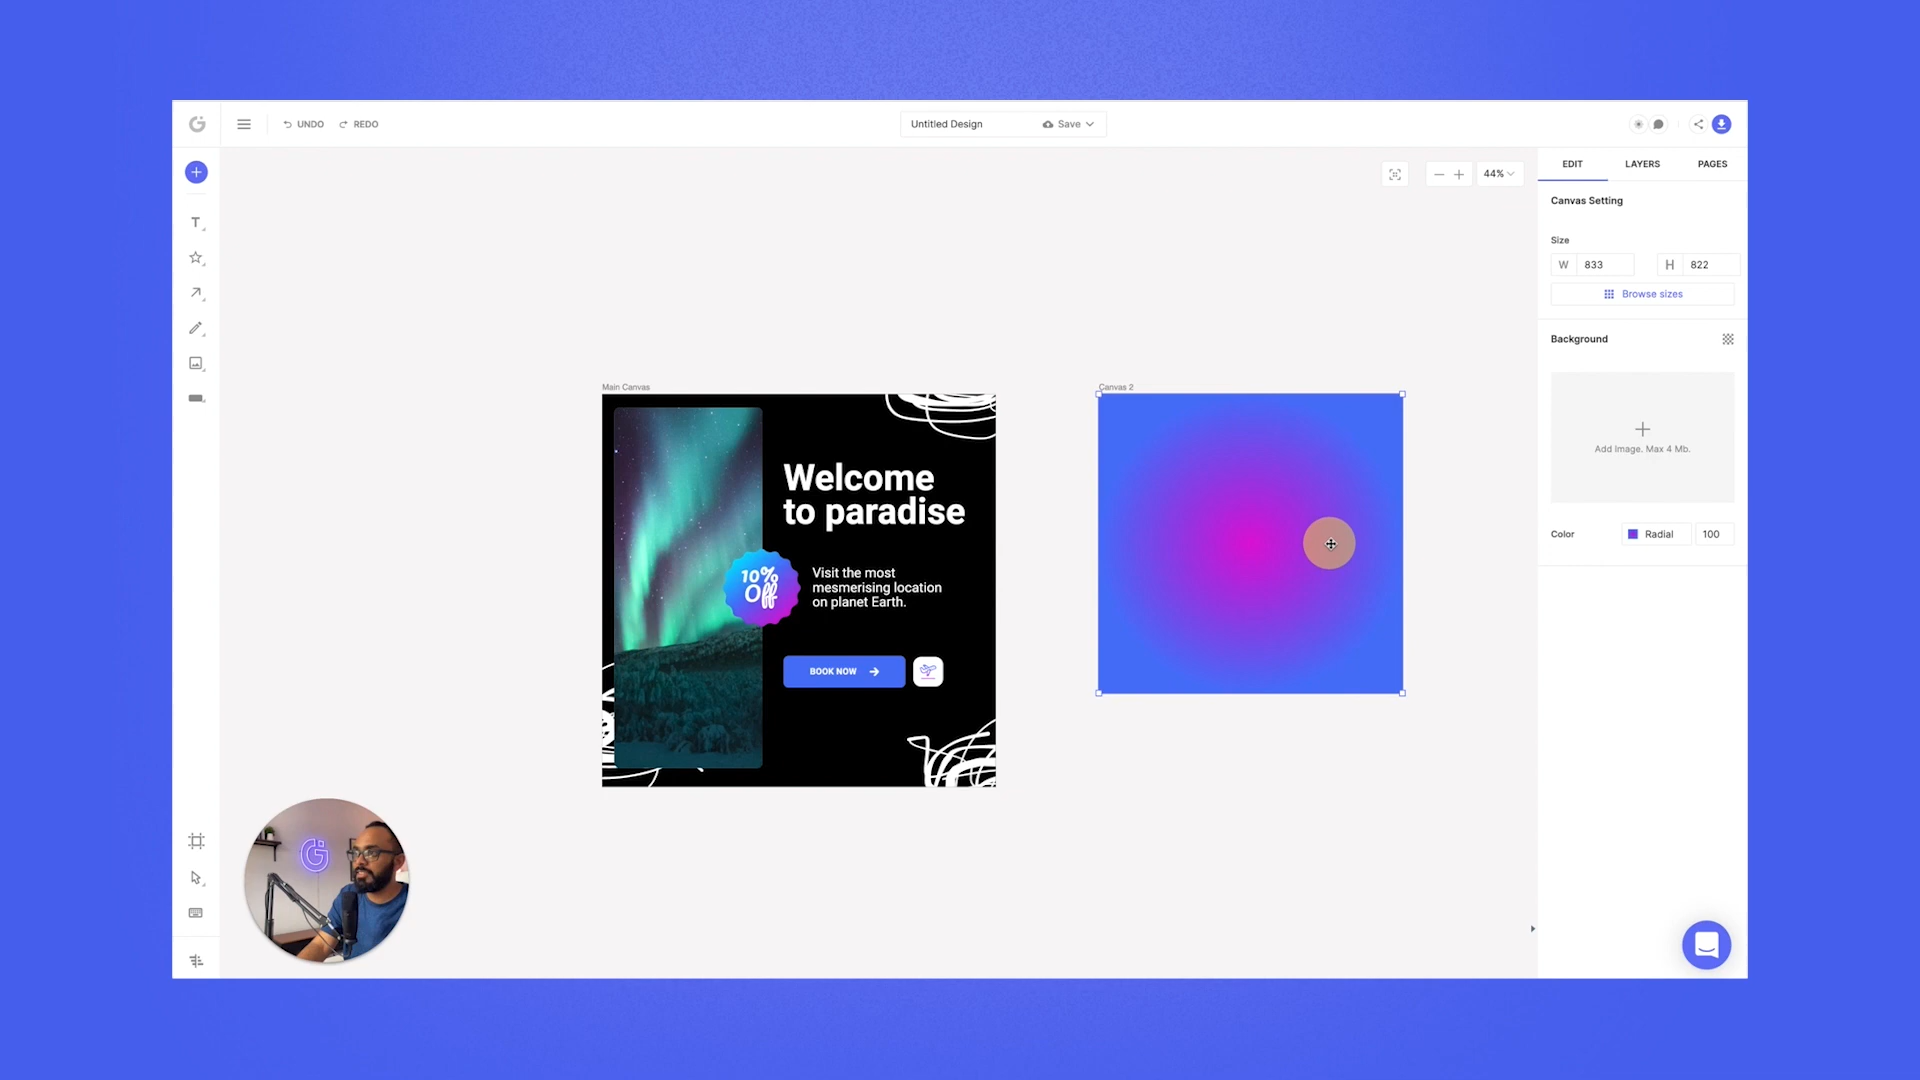 UNDO REDO
Untitled Design
Save
44%
EDIT
LAYERS
PAGES
Canvas Setting
Size
W 833
H 822
Browse sizes
Background
Add Image. Max 4 Mb.
Color
Radial
100
T
Main Canvas
Welcome
to paradise
10%
Off
Visit the most
mesmerising location
on planet Earth.
BOOK NOW
Canvas 2